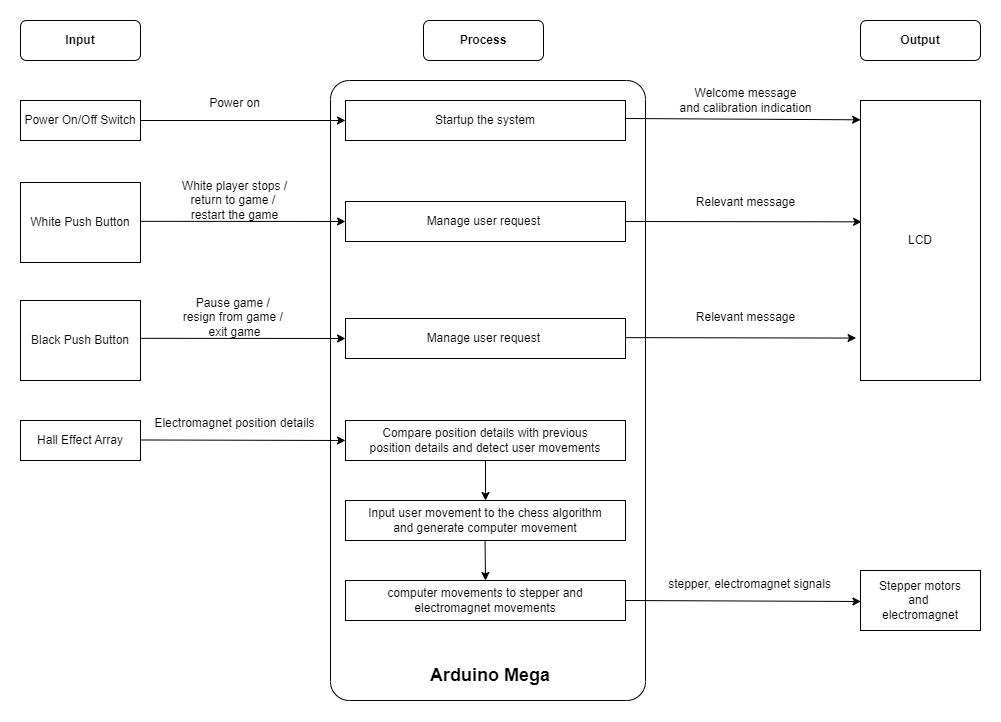 Input
Process
Output
Power On/Off Switch
Power on
Startup the system
Welcome message
and calibration indication
LCD
White Push Button
White player stops /
return to game /
restart the game
Manage user request
Relevant message
Black Push Button
Pause game /
resign from game /
exit game
Manage user request
Relevant message
Hall Effect Array
Electromagnet position details
Compare position details with previous
position details and detect user movements
Input user movement to the chess algorithm
and generate computer movement
computer movements to stepper and
electromagnet movements
stepper, electromagnet signals
Stepper motors
and
electromagnet
Arduino Mega